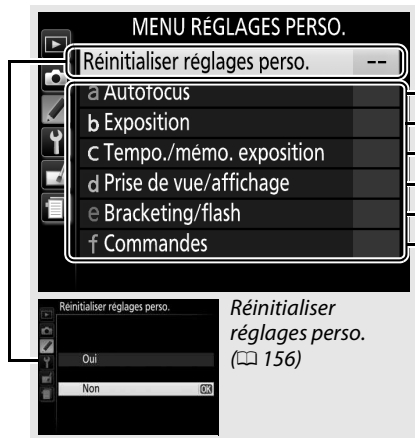 MENU RÉGLAGES PERSO.
Réinitialiser réglages perso. --
a Autofocus
b Exposition
c Tempo./mémo. exposition
d Prise de vue/affichage
e Bracketing/flash
f Commandes
Réinitialiser réglages perso.
Oui
Non OK
Réinitialiser
réglages perso.
(📖 156)